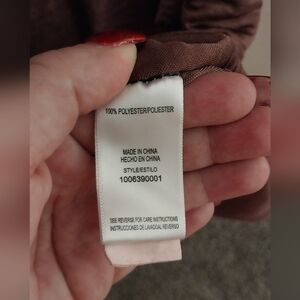 100% POLYESTER/POLIESTER
MADE IN CHINA
HECHO EN CHINA
STYLE/ESTILO
1006390001
SEE REVERSE FOR CARE INSTRUCTIONS
INSTRUCCIONES DE LAVADO AL REVERSO